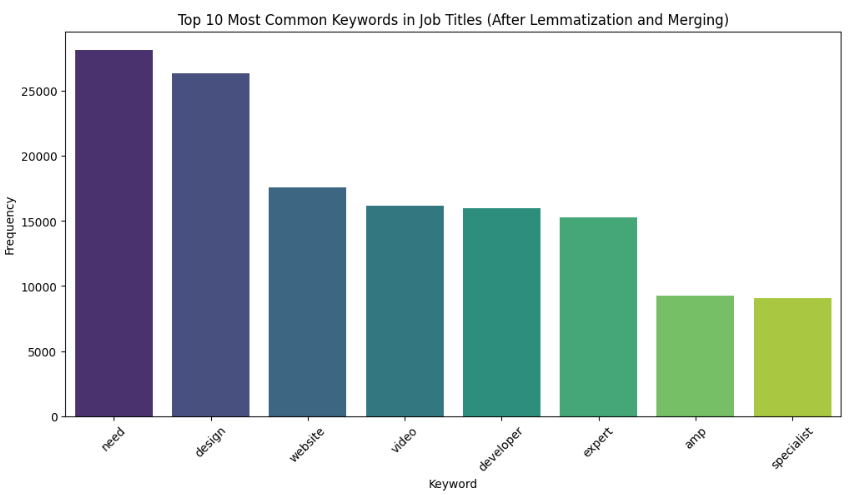 Top 10 Most Common Keywords in Job Titles (After Lemmatization and Merging)
25000
20000
15000
10000
5000
0
Frequency
need
design
website
video
developer
expert
amp
specialist
Keyword